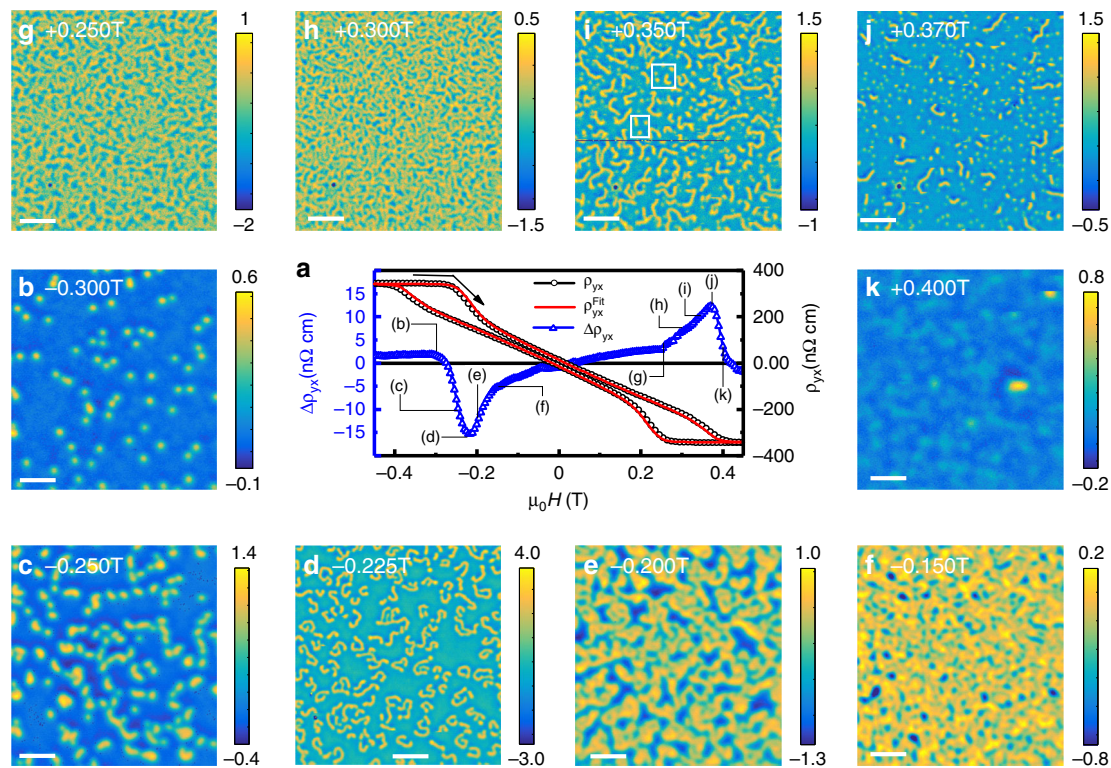 g +0.250T
1
−2
h +0.300T
0.5
−1.5
i +0.350T
1.5
−1
j +0.370T
1.5
−0.5
b −0.300T
0.6
−0.1
a
15
10
5
0
−5
−10
−15
Δρyx(nΩ cm)
400
200
0.00
−200
−400
ρyx(nΩ cm)
ρyx
ρyx^Fit
Δρyx
(b)
(c)
(d)
(e)
(f)
(g)
(h)
(i)
(j)
(k)
−0.4 −0.2 0 0.2 0.4
μ0H (T)
k +0.400T
0.8
−0.2
c −0.250T
1.4
−0.4
d −0.225T
4.0
−3.0
e −0.200T
1.0
−1.3
f −0.150T
0.2
−0.8